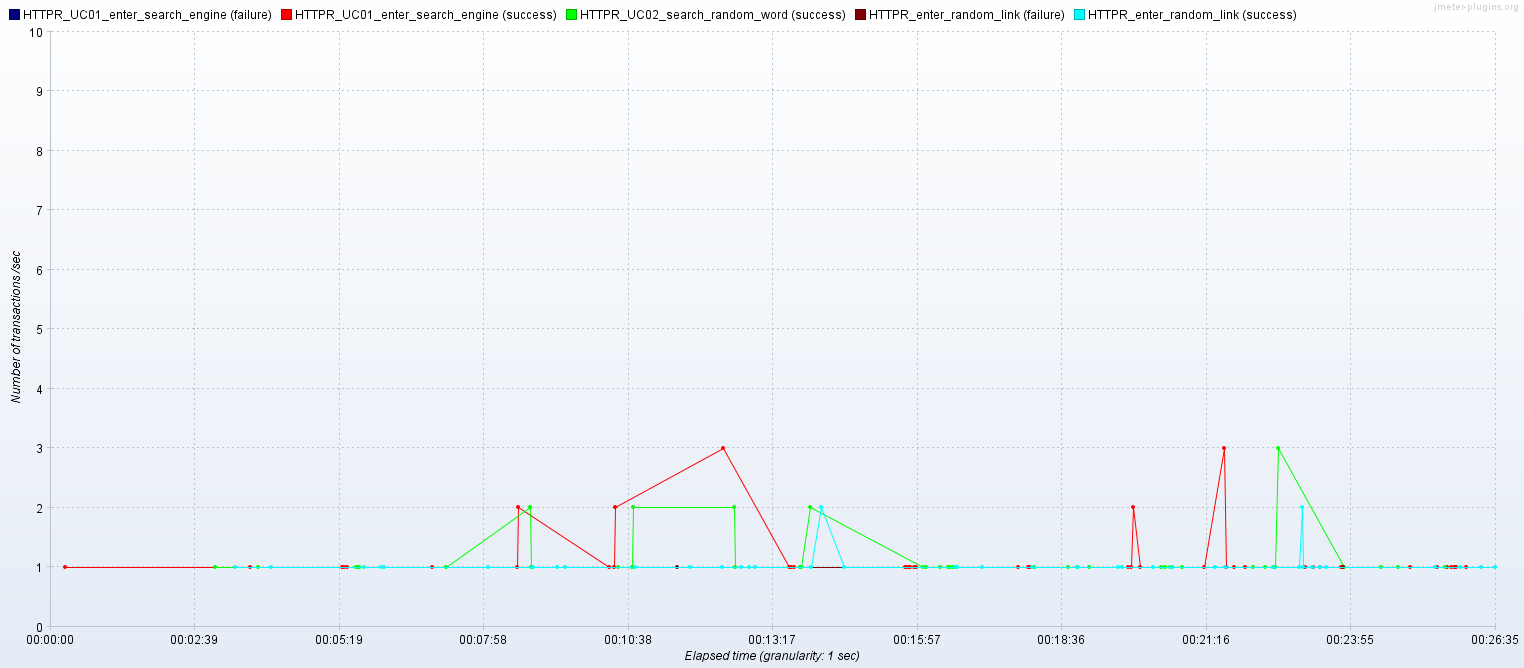 HTTPR_UC01_enter_search_engine (failure) HTTPR_UC01_enter_search_engine (success) HTTPR_UC02_search_random_word (success) HTTPR_enter_random_link (failure) HTTPR_enter_random_link (success)
jmeter-plugins.org
10
9
8
7
6
5
4
3
2
1
0
Number of transactions /sec
00:00:00 00:02:39 00:05:19 00:07:58 00:10:38 00:13:17 00:15:57 00:18:36 00:21:16 00:23:55 00:26:35
Elapsed time (granularity: 1 sec)